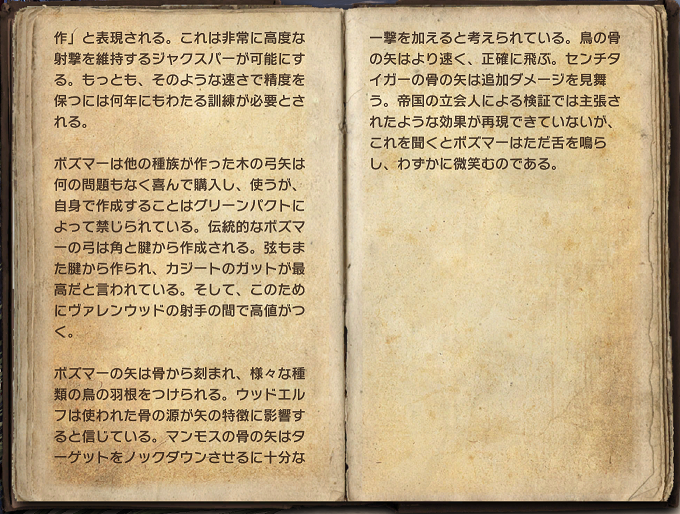 作」と表現される。これは非常に高度な
射撃を維持するジャクスパーが可能にす
る。もっとも、そのような速さで精度を
保つには何年にもわたる訓練が必要とさ
れる。
ボズマーは他の種族が作った木の弓矢は
何の問題もなく喜んで購入し、使うが、
自身で作成することはグリーンパクトに
よって禁じられている。伝統的なボズマ
ーの弓は角と腱から作成される。弦もま
た腱から作られ、カジートのガットが最
高だと言われている。そして、このため
にヴァレンウッドの射手の間で高値がつ
く。
ボズマーの矢は骨から刻まれ、様々な種
類の鳥の羽根をつけられる。ウッドエル
フは使われた骨の源が矢の特徴に影響す
ると信じている。マンモスの骨の矢はタ
ーゲットをノックダウンさせるに十分な
一撃を加えると考えられている。鳥の骨
の矢はより速く、正確に飛ぶ。センチタ
イガーの骨の矢は追加ダメージを見舞
う。帝国の立会人による検証では主張さ
れたような効果が再現できていないが、
これを聞くとボズマーはただ舌を鳴ら
し、わずかに微笑むのである。